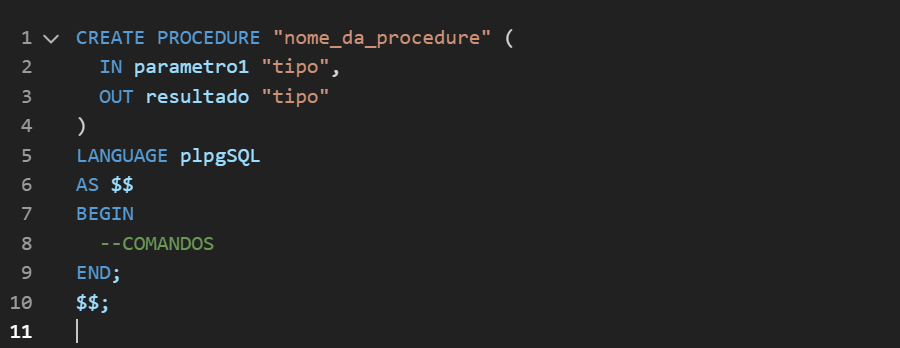 1 CREATE PROCEDURE "nome_da_procedure" (
2 IN parametro1 "tipo",
3 OUT resultado "tipo"
4 )
5 LANGUAGE plpgSQL
6 AS $$
7 BEGIN
8 --COMANDOS
9 END;
10 $$;
11